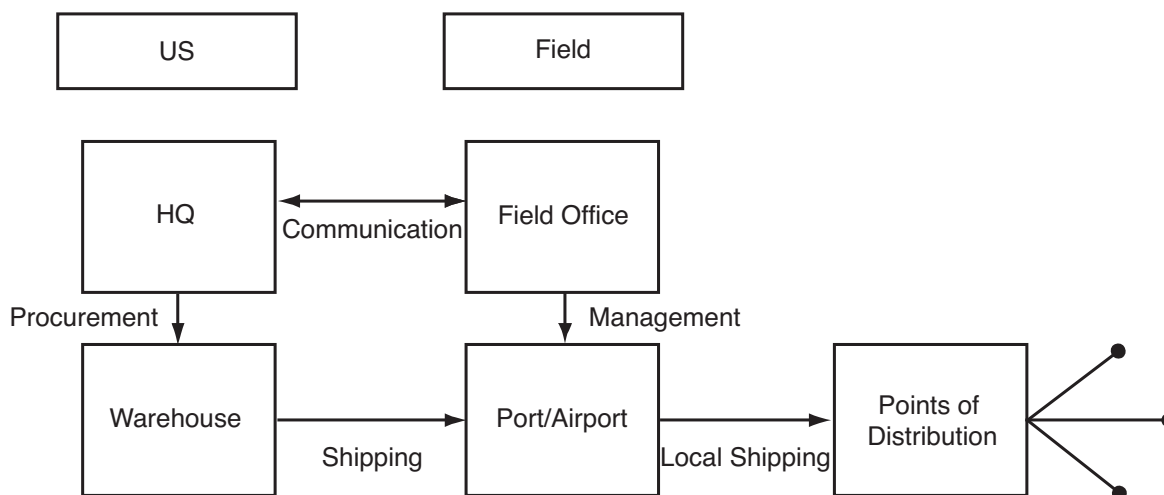 US
Field
HQ
Communication
Field Office
Procurement
Management
Warehouse
Shipping
Port/Airport
Local Shipping
Points of
Distribution